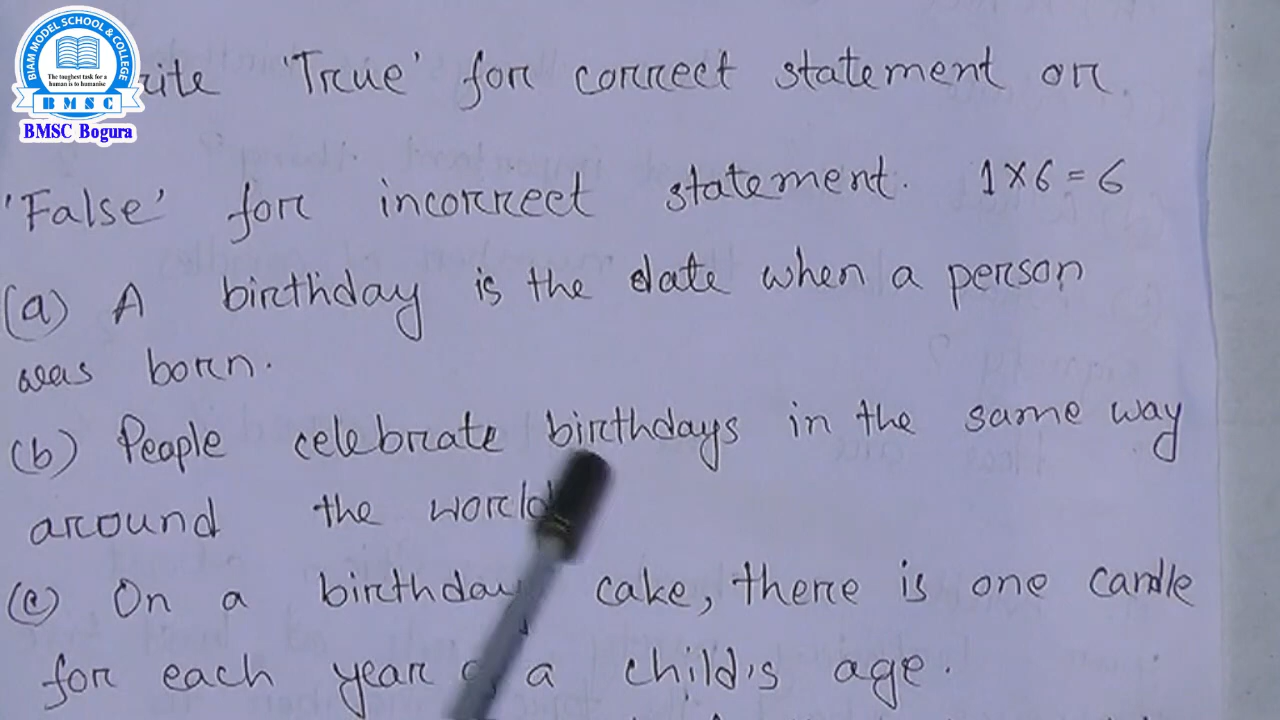 BIAM MODEL SCHOOL & COLLEGE
The toughest task for a
human is to humanise
BMSC
BMSC Bogura
'True' for correct statement or
'False' for incorrect statement. 1×6=6
(a) A birthday is the date when a person
was born.
(b) People celebrate birthdays in the same way
around the world
(c) On a birthday cake, there is one candle
for each year a child's age.